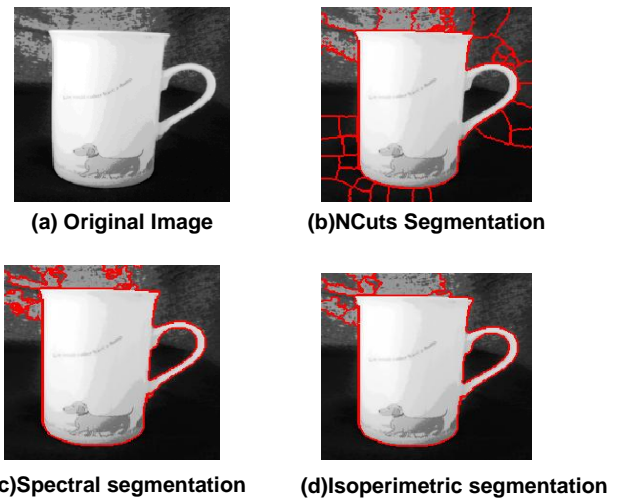 (a) Original Image
(b)NCuts Segmentation
c)Spectral segmentation
(d)Isoperimetric segmentation